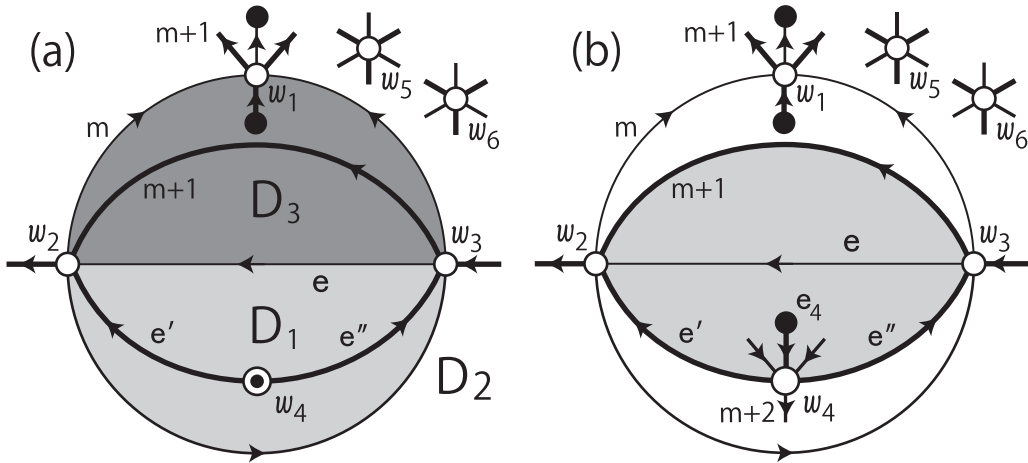 (a)
m+1
w₁
w₅
w₆
m
m+1
D₃
w₂
w₃
e
e′
D₁
e″
w₄
D₂
(b)
m+1
w₁
w₅
w₆
m
m+1
w₂
w₃
e
e₄
e′
e″
m+2
w₄